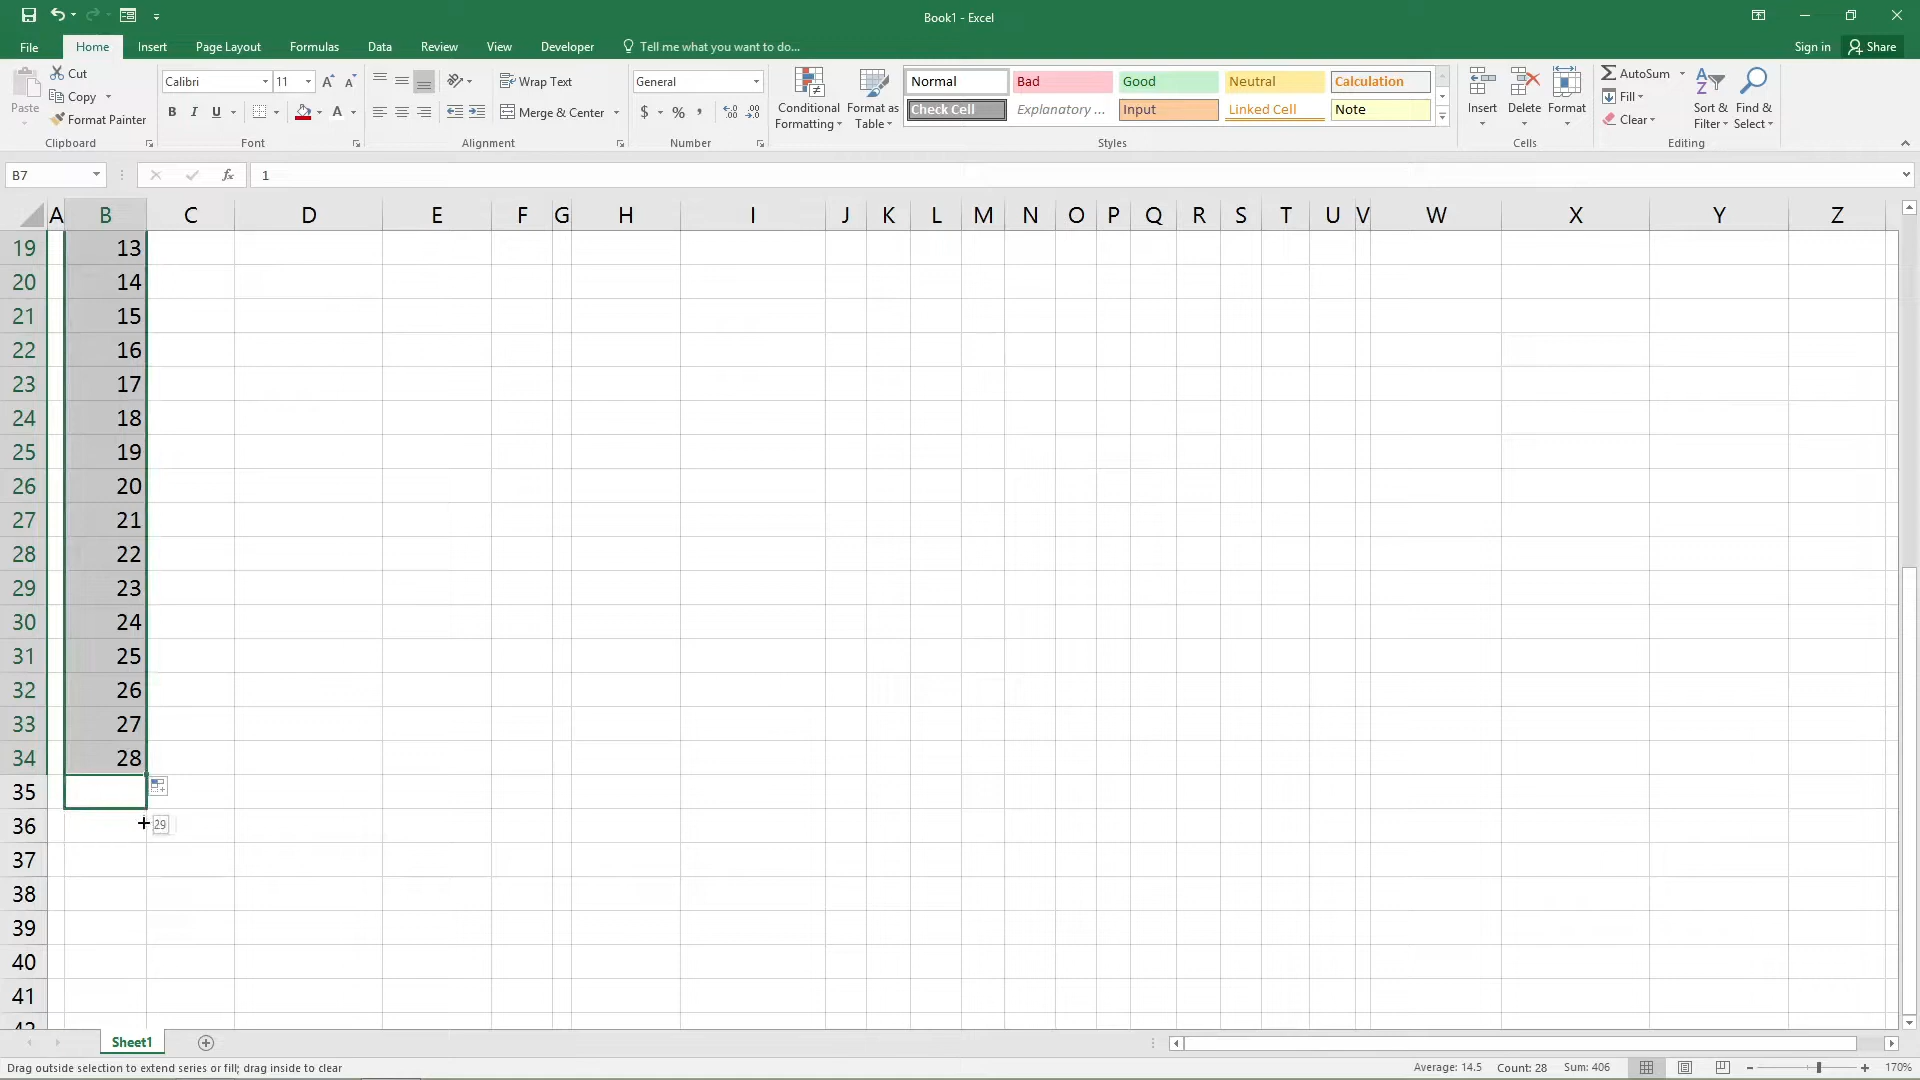 Book1 - Excel
File Home Insert Page Layout Formulas Data Review View Developer Tell me what you want to do... Sign in Share
Paste
Cut
Copy
Format Painter
Clipboard
Calibri 11
B I U
Font
Wrap Text
Merge & Center
Alignment
General
$ % ,
Number
Conditional Formatting
Format as Table
Normal Bad Good Neutral Calculation
Check Cell Explanatory ... Input Linked Cell Note
Styles
Insert Delete Format
Cells
AutoSum
Fill
Clear
Sort & Filter
Find & Select
Editing
B7 fx 1
A B C D E F G H I J K L M N O P Q R S T U V W X Y Z
19 13
20 14
21 15
22 16
23 17
24 18
25 19
26 20
27 21
28 22
29 23
30 24
31 25
32 26
33 27
34 28
35
36 29
37
38
39
40
41
42
Sheet1
Drag outside selection to extend series or fill; drag inside to clear Average: 14.5 Count: 28 Sum: 406 170%